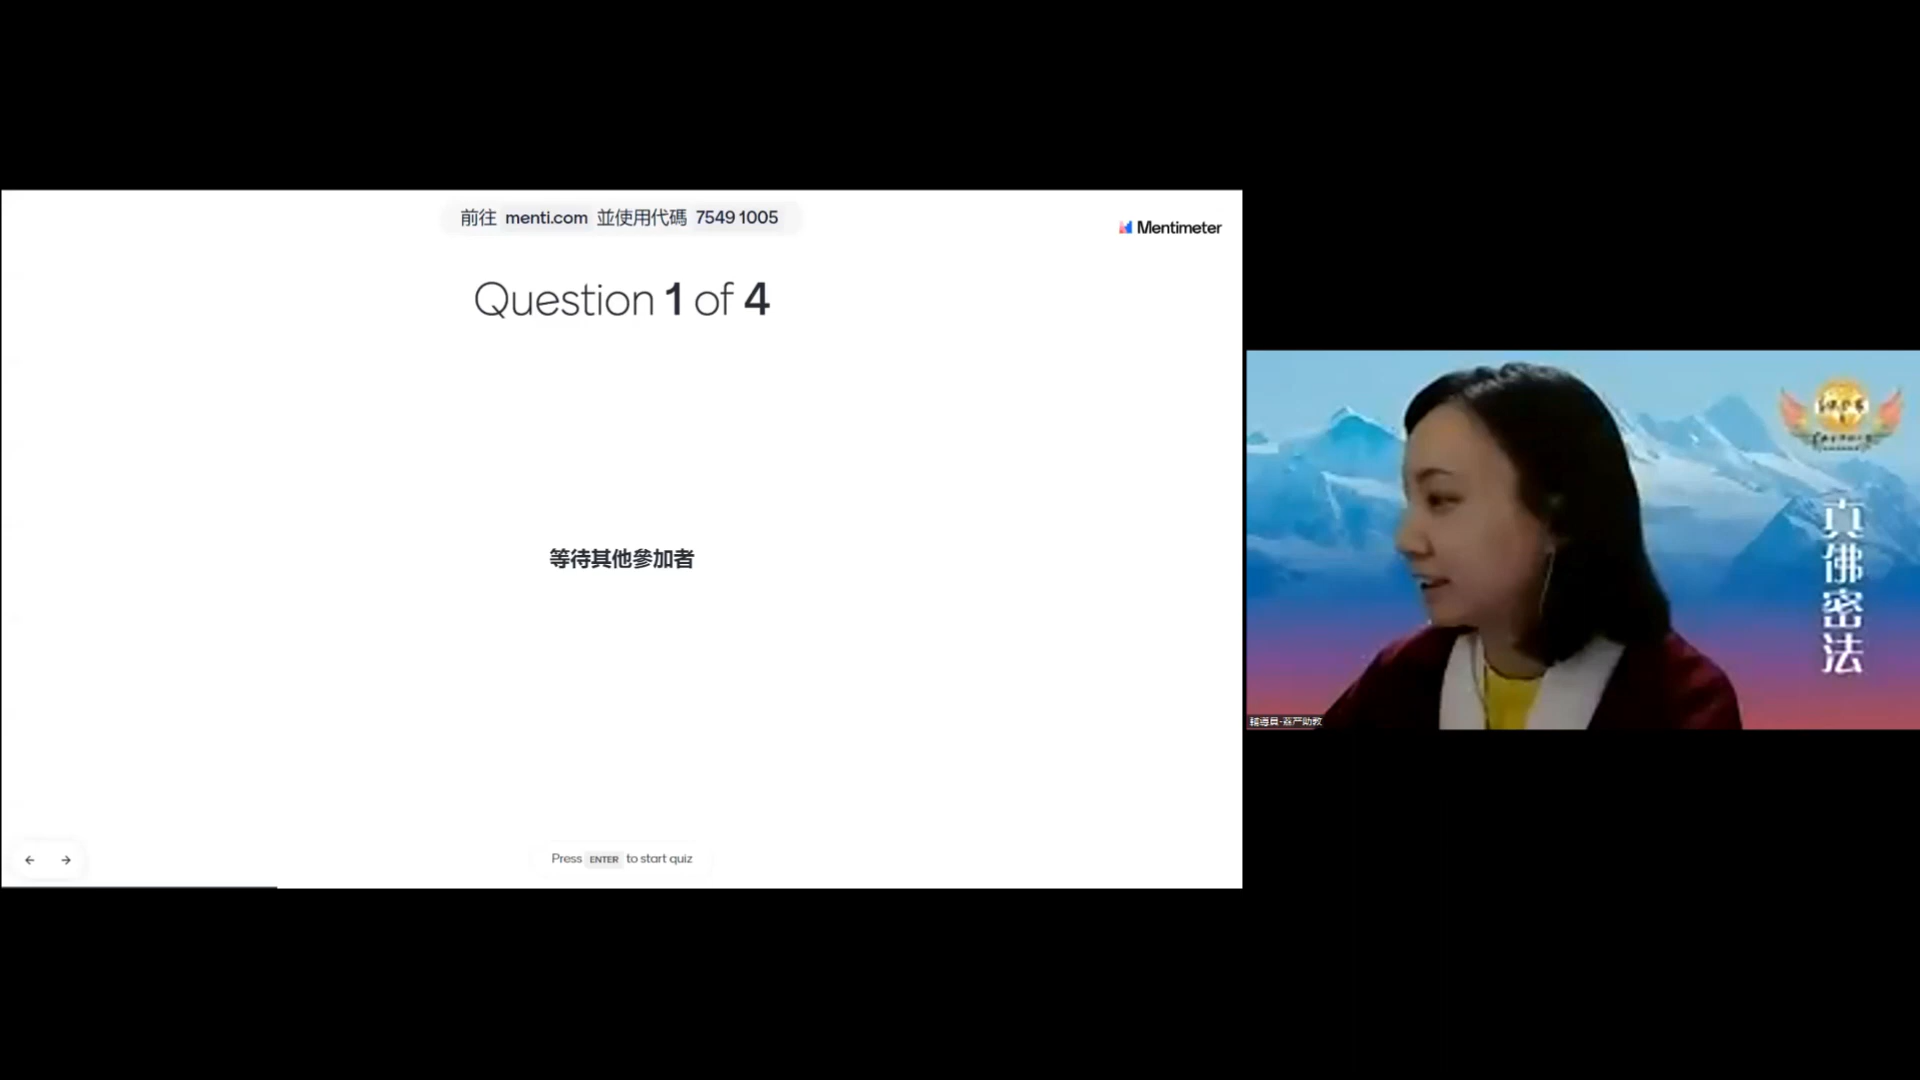 前往 menti.com 並使用代碼 7549 1005
Mentimeter
Question 1 of 4
等待其他參加者
Press ENTER to start quiz
真佛密法